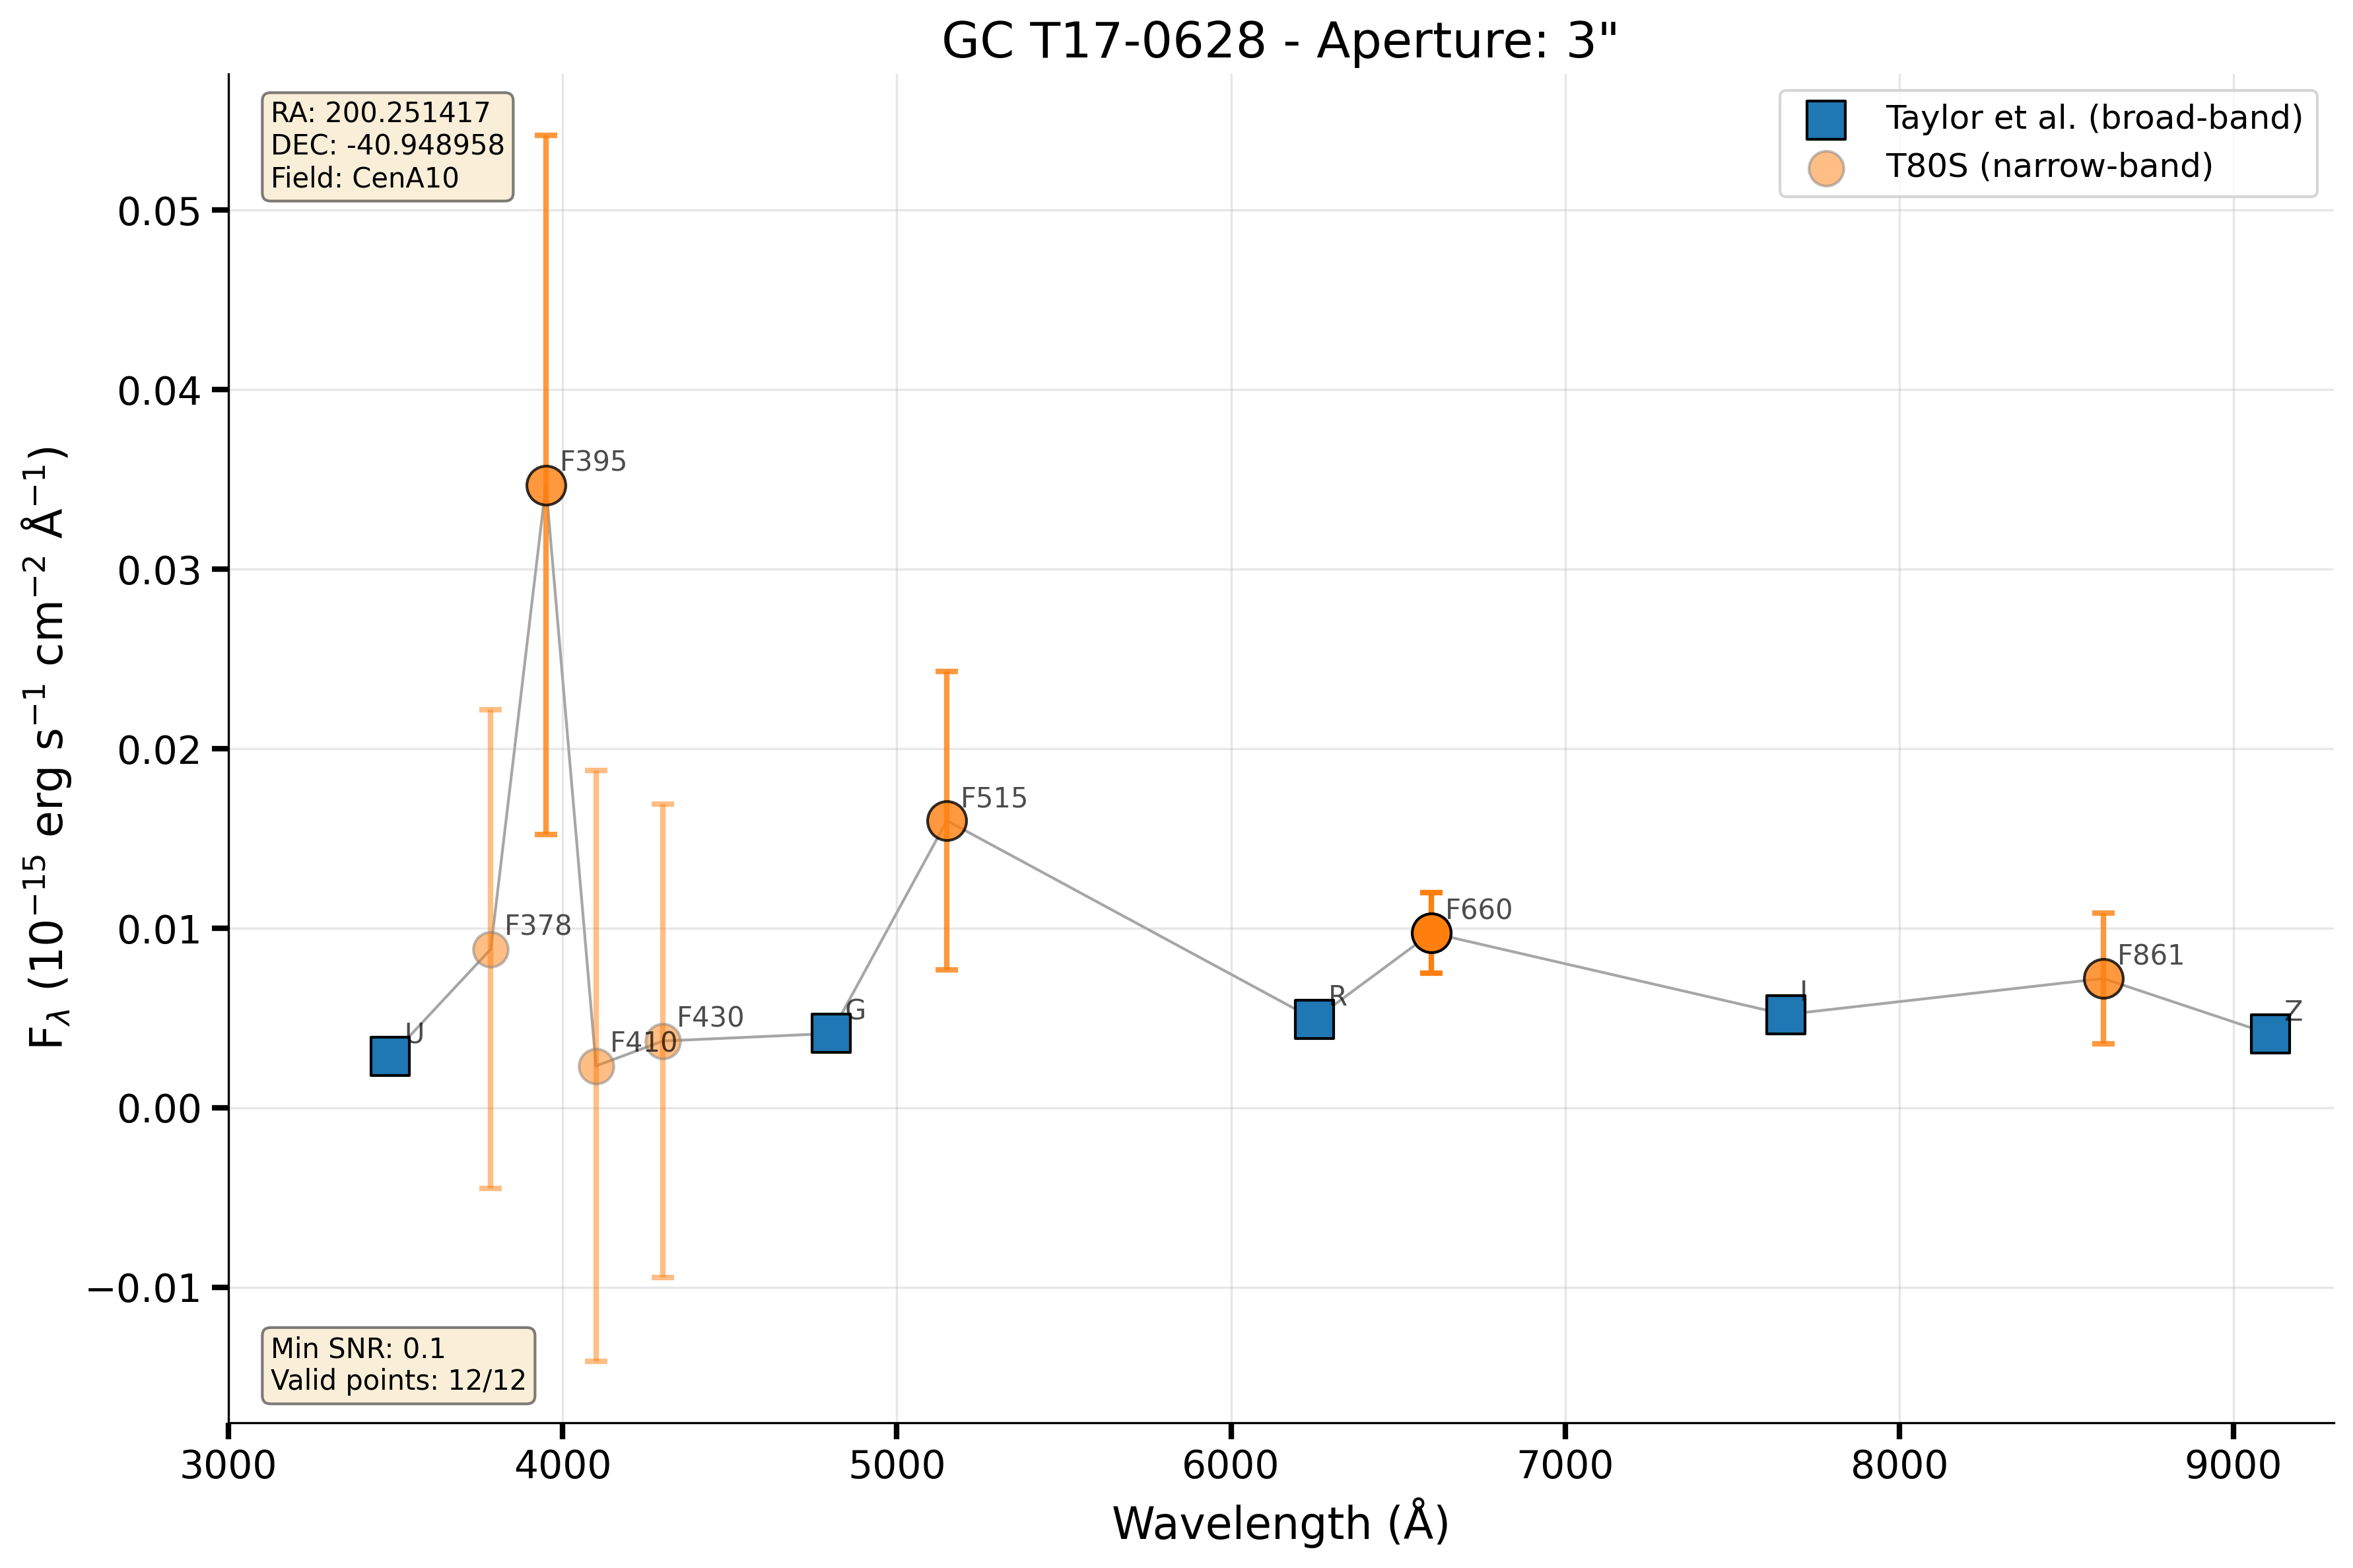 GC T17-0628 - Aperture: 3"
RA: 200.251417
DEC: -40.948958
Field: CenA10
Taylor et al. (broad-band)
T80S (narrow-band)
F_λ (10⁻¹⁵ erg s⁻¹ cm⁻² Å⁻¹)
0.05
0.04
0.03
0.02
0.01
0.00
−0.01
F395
F515
F378
F660
F861
U
F410
F430
G
R
I
Z
Min SNR: 0.1
Valid points: 12/12
3000 4000 5000 6000 7000 8000 9000
Wavelength (Å)